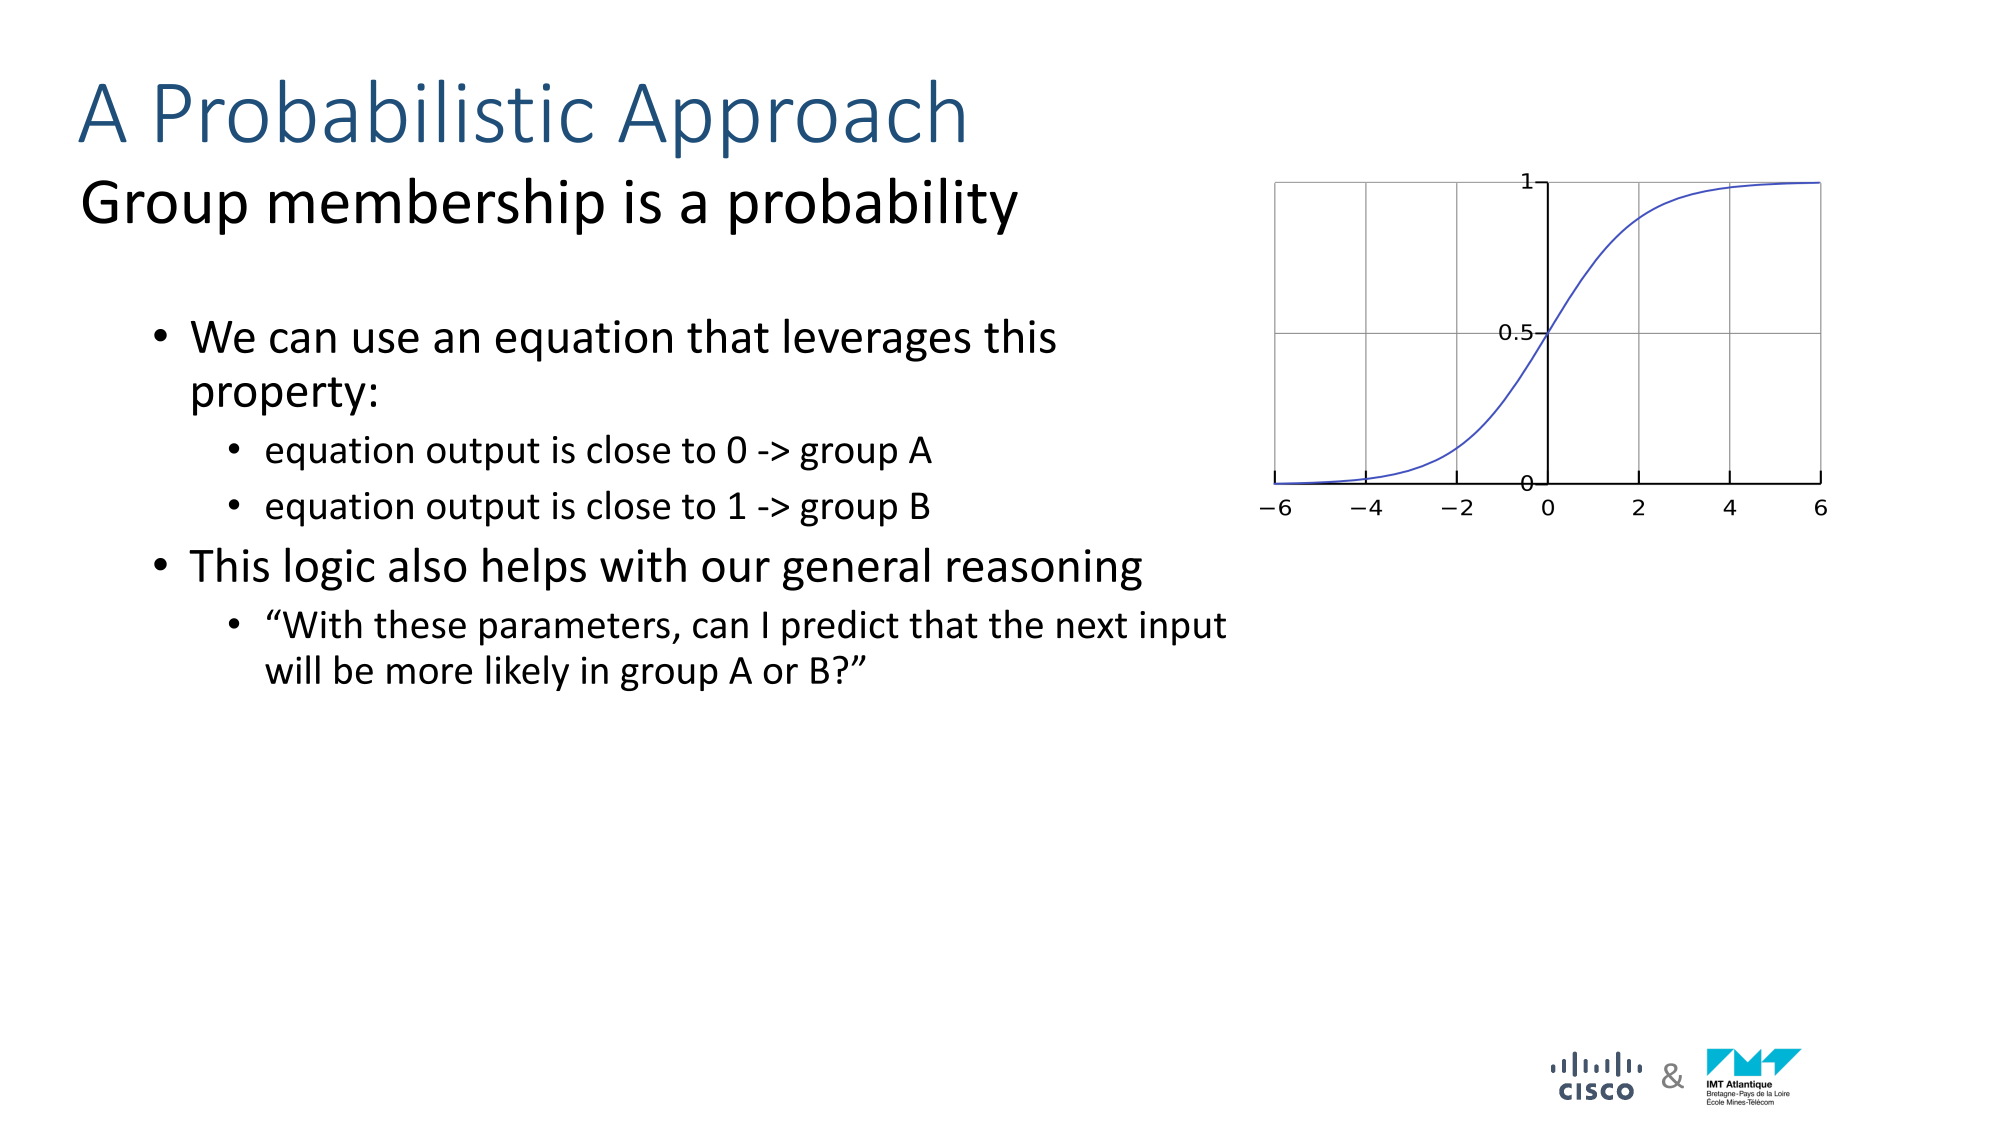 A Probabilistic Approach
Group membership is a probability
• We can use an equation that leverages this
property:
• equation output is close to 0 -> group A
• equation output is close to 1 -> group B
• This logic also helps with our general reasoning
• “With these parameters, can I predict that the next input
will be more likely in group A or B?”
1
0.5
0
−6 −4 −2 0 2 4 6
CISCO
&
IMT Atlantique
Bretagne-Pays de la Loire
École Mines-Télécom